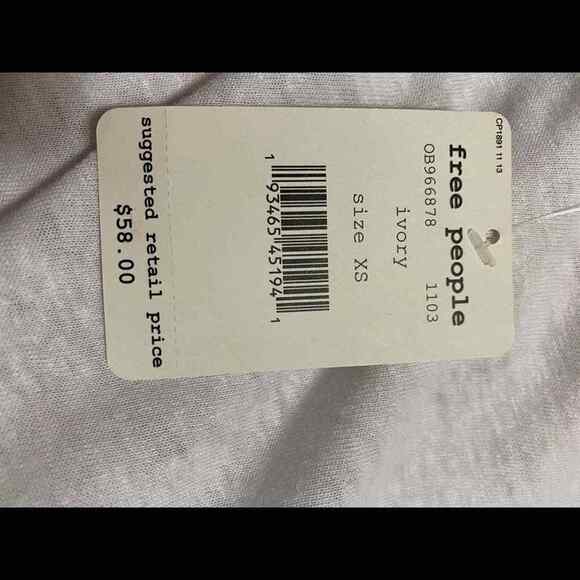 CP1891 11 13
free people
OB966878 1103
ivory
size XS
1 93465 45194 1
suggested retail price
$58.00